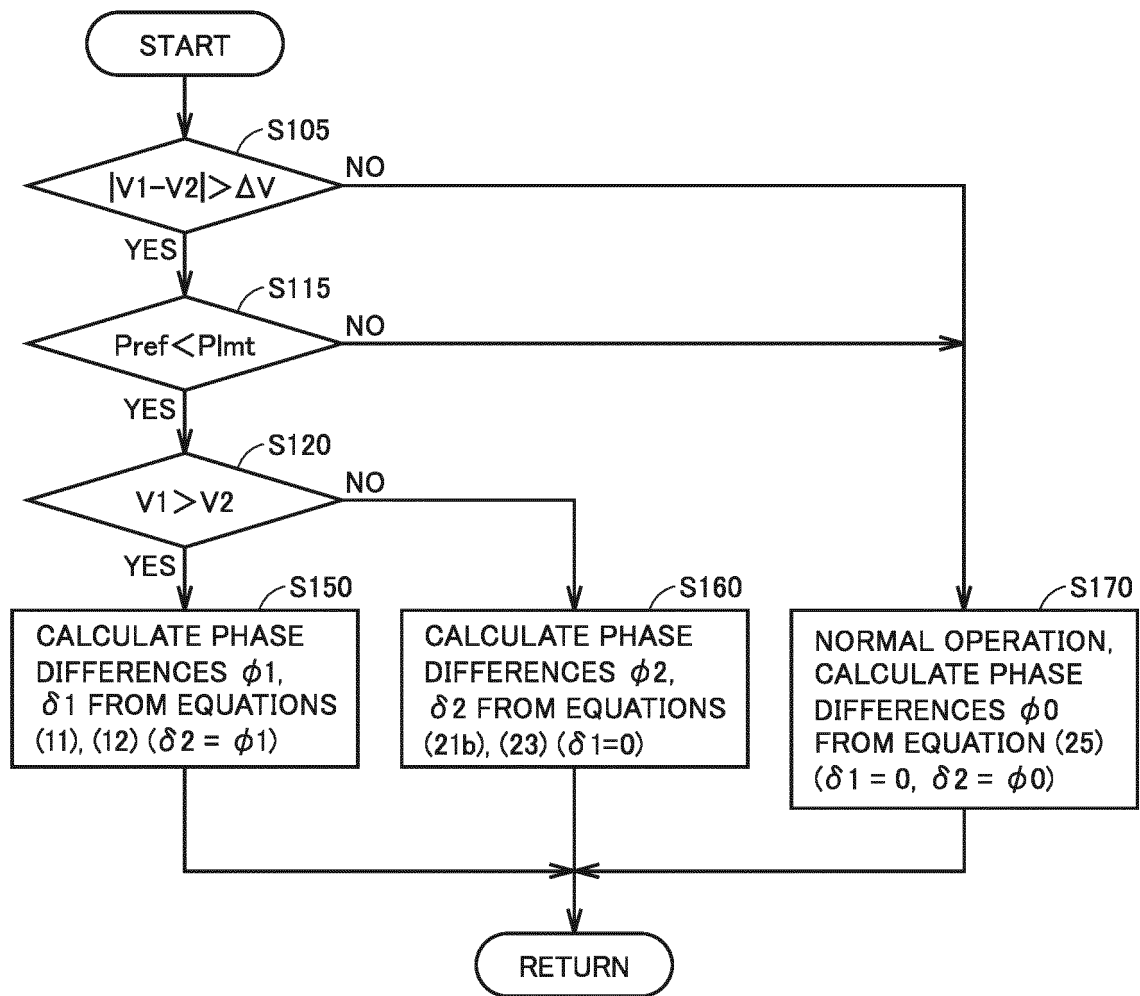 START
S105
|V1−V2|>ΔV
NO
YES
S115
Pref<Plmt
NO
YES
S120
V1>V2
NO
YES
S150
CALCULATE PHASE
DIFFERENCES φ1,
δ1 FROM EQUATIONS
(11), (12) (δ2 = φ1)
S160
CALCULATE PHASE
DIFFERENCES φ2,
δ2 FROM EQUATIONS
(21b), (23) (δ1=0)
S170
NORMAL OPERATION,
CALCULATE PHASE
DIFFERENCES φ0
FROM EQUATION (25)
(δ1 = 0, δ2 = φ0)
RETURN